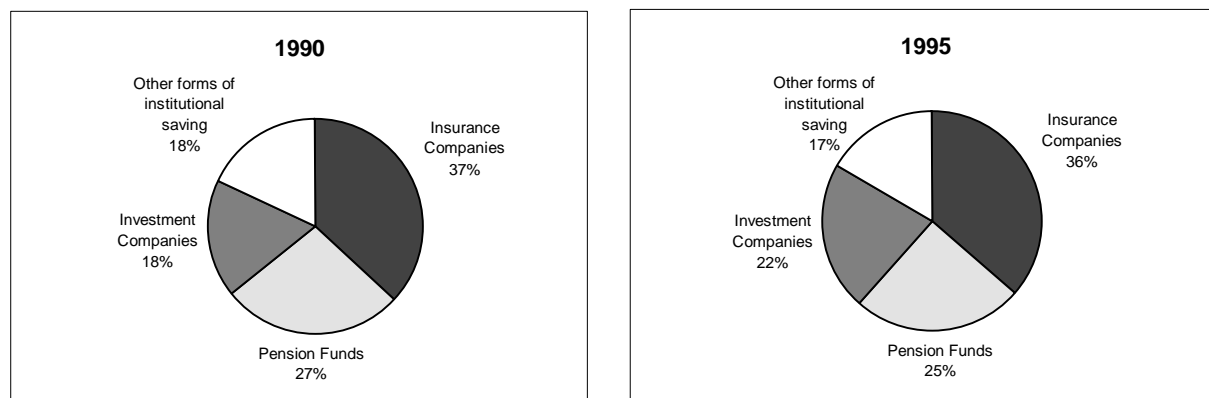 1990
Other forms of
institutional
saving
18%
Insurance
Companies
37%
Investment
Companies
18%
Pension Funds
27%
1995
Other forms of
institutional
saving
17%
Insurance
Companies
36%
Investment
Companies
22%
Pension Funds
25%